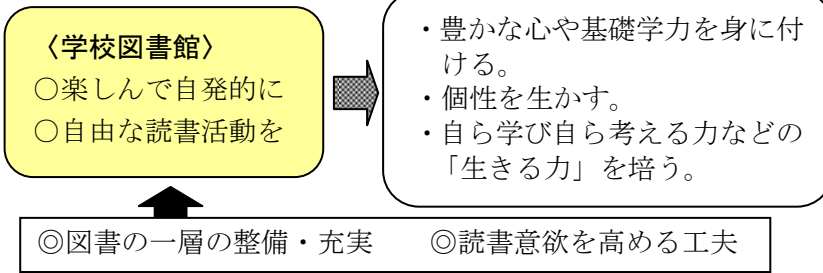 〈学校図書館〉
○楽しんで自発的に
○自由な読書活動を
・豊かな心や基礎学力を身に付
ける。
・個性を生かす。
・自ら学び自ら考える力などの
「生きる力」を培う。
◎図書の一層の整備・充実　　◎読書意欲を高める工夫